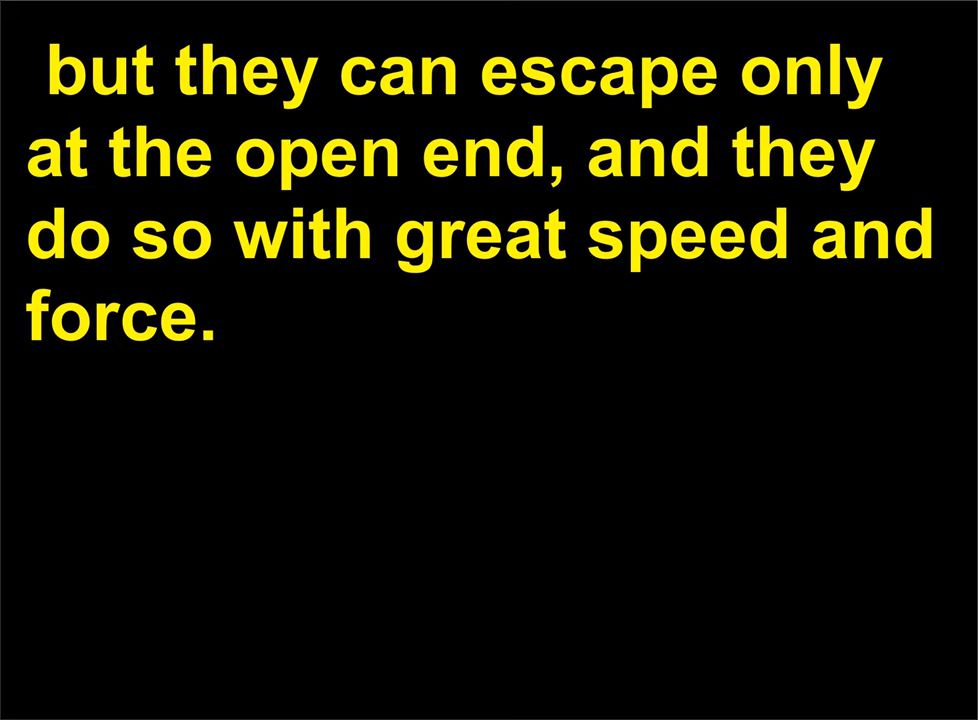 but they can escape only
at the open end, and they
do so with great speed and
force.